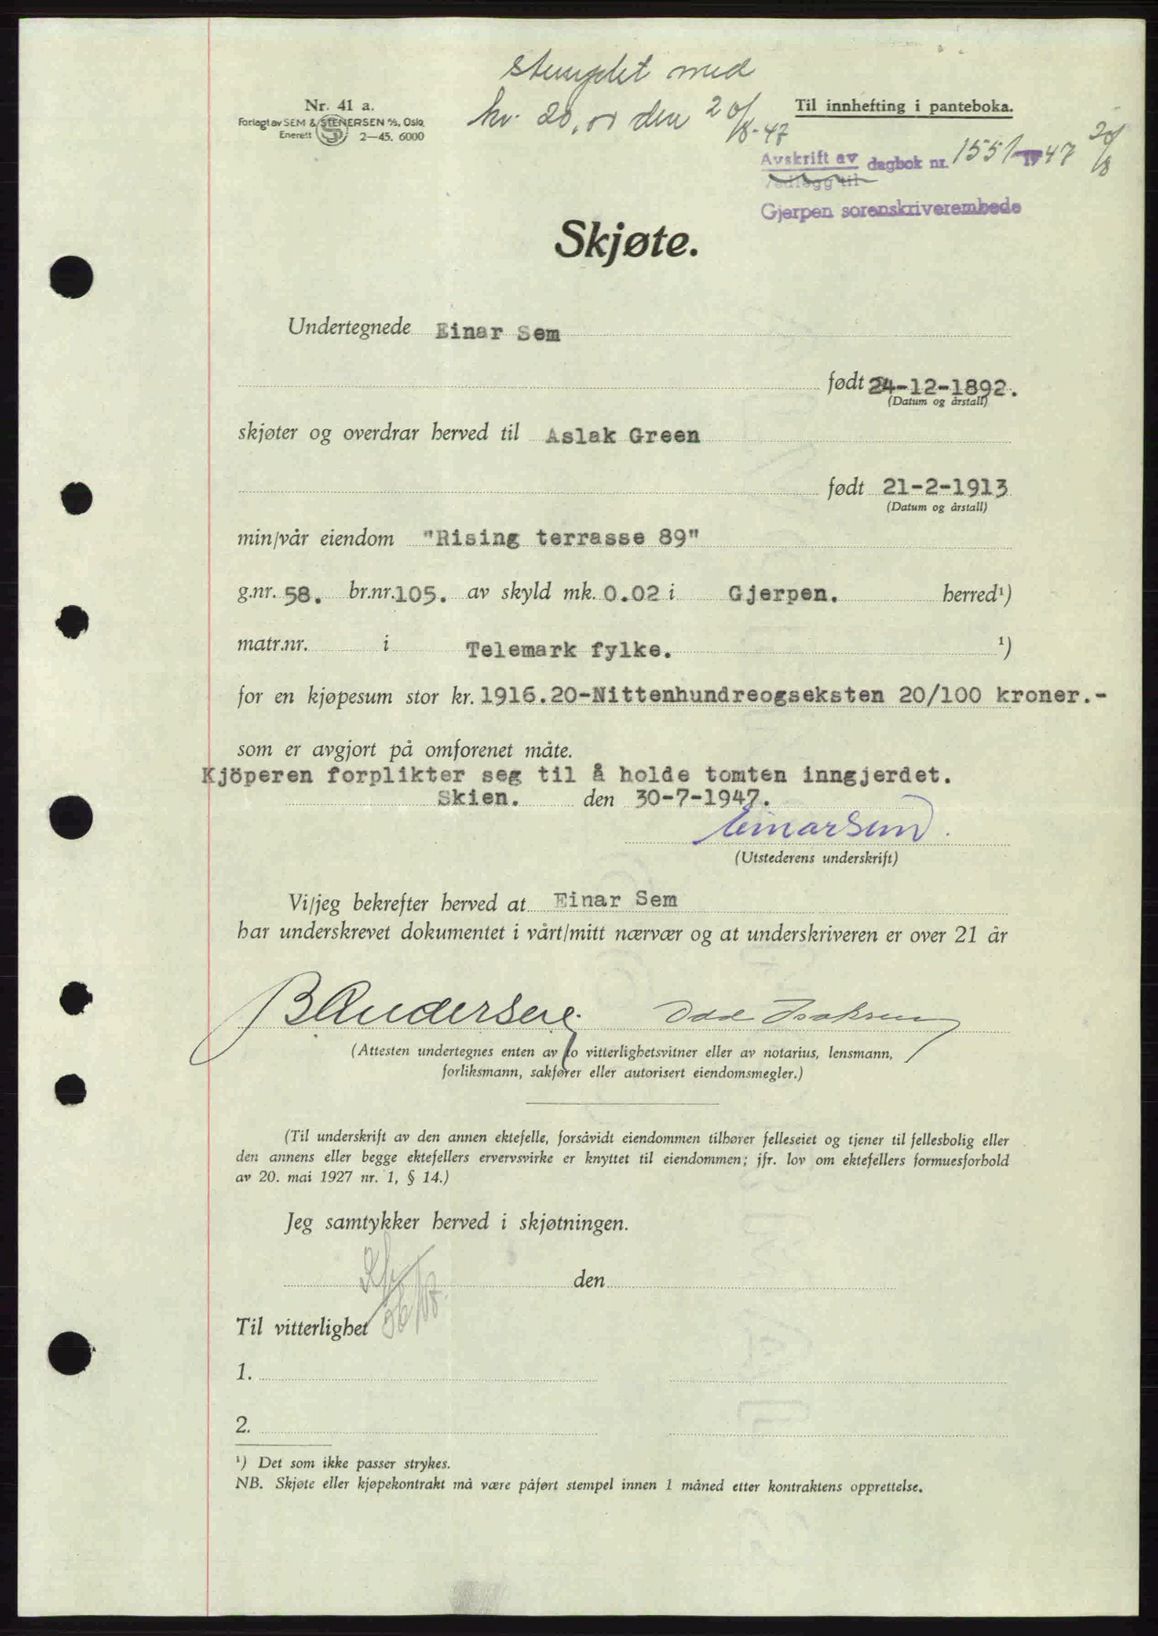 stemplet med
kr. 20,00 den 20/8-47
Nr. 41 a.
Forlagt av SEM & STENERSEN A/S, Oslo.
Enerett 2—45. 6000
Til innhefting i panteboka.
Avskrift av dagbok nr. 1551 1947 20/8
Vedlegg til
Gjerpen sorenskriverembede
Skjøte.
Undertegnede Einar Sem
født 24-12-1892.
(Datum og årstall)
skjøter og overdrar herved til Aslak Green
født 21-2-1913
(Datum og årstall)
min/vår eiendom "Rising terrasse 89"
g.nr. 58. br.nr. 105. av skyld mk. 0.02 i Gjerpen. herred¹)
matr.nr. i Telemark fylke. ¹)
for en kjøpesum stor kr. 1916.20-Nittenhundreogseksten 20/100 kroner.-
som er avgjort på omforenet måte.
Kjöperen forplikter seg til å holde tomten inngjerdet.
Skien. den 30-7-1947.
Einar Sem.
(Utstederens underskrift)
Vi/jeg bekrefter herved at Einar Sem
har underskrevet dokumentet i vårt/mitt nærvær og at underskriveren er over 21 år
B Andersen. Odd Isaksen
(Attesten undertegnes enten av to vitterlighetsvitner eller av notarius, lensmann,
forliksmann, sakfører eller autorisert eiendomsmegler.)
(Til underskrift av den annen ektefelle, forsåvidt eiendommen tilhører felleseiet og tjener til fellesbolig eller
den annens eller begge ektefellers ervervsvirke er knyttet til eiendommen; jfr. lov om ektefellers formuesforhold
av 20. mai 1927 nr. 1, § 14.)
Jeg samtykker herved i skjøtningen.
den
Til vitterlighet
1.
2.
¹) Det som ikke passer strykes.
NB. Skjøte eller kjøpekontrakt må være påført stempel innen 1 måned etter kontraktens opprettelse.